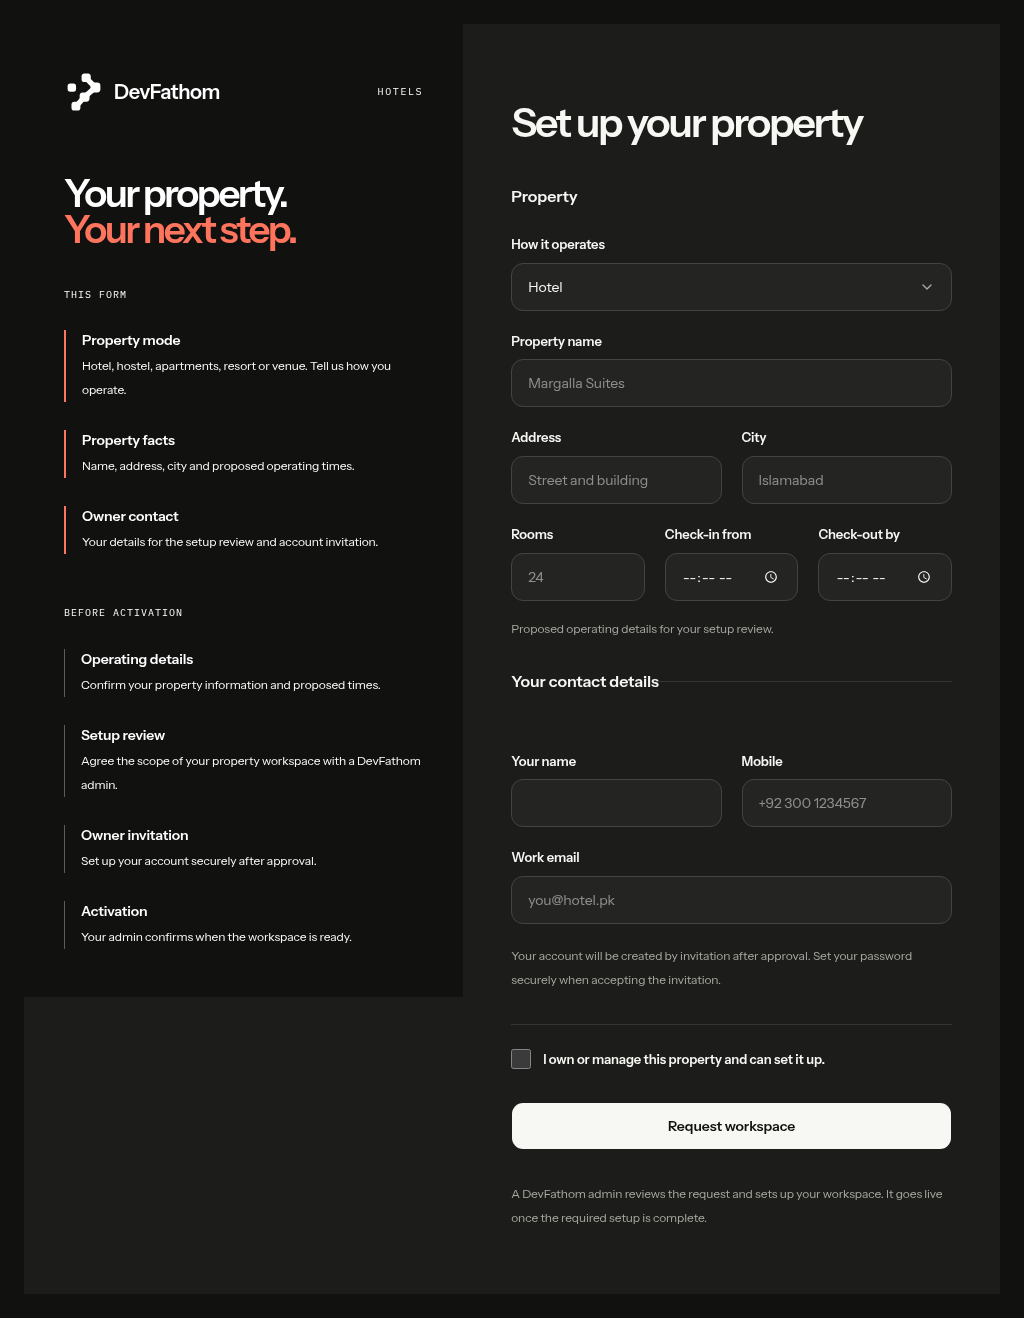 DevFathom
HOTELS
Your property.
Your next step.
THIS FORM
Property mode
Hotel, hostel, apartments, resort or venue. Tell us how you
operate.
Property facts
Name, address, city and proposed operating times.
Owner contact
Your details for the setup review and account invitation.
BEFORE ACTIVATION
Operating details
Confirm your property information and proposed times.
Setup review
Agree the scope of your property workspace with a DevFathom
admin.
Owner invitation
Set up your account securely after approval.
Activation
Your admin confirms when the workspace is ready.
Set up your property
Property
How it operates
Hotel
Property name
Margalla Suites
Address City
Street and building Islamabad
Rooms Check-in from Check-out by
24 --:-- -- --:-- --
Proposed operating details for your setup review.
Your contact details
Your name Mobile
+92 300 1234567
Work email
you@hotel.pk
Your account will be created by invitation after approval. Set your password
securely when accepting the invitation.
I own or manage this property and can set it up.
Request workspace
A DevFathom admin reviews the request and sets up your workspace. It goes live
once the required setup is complete.